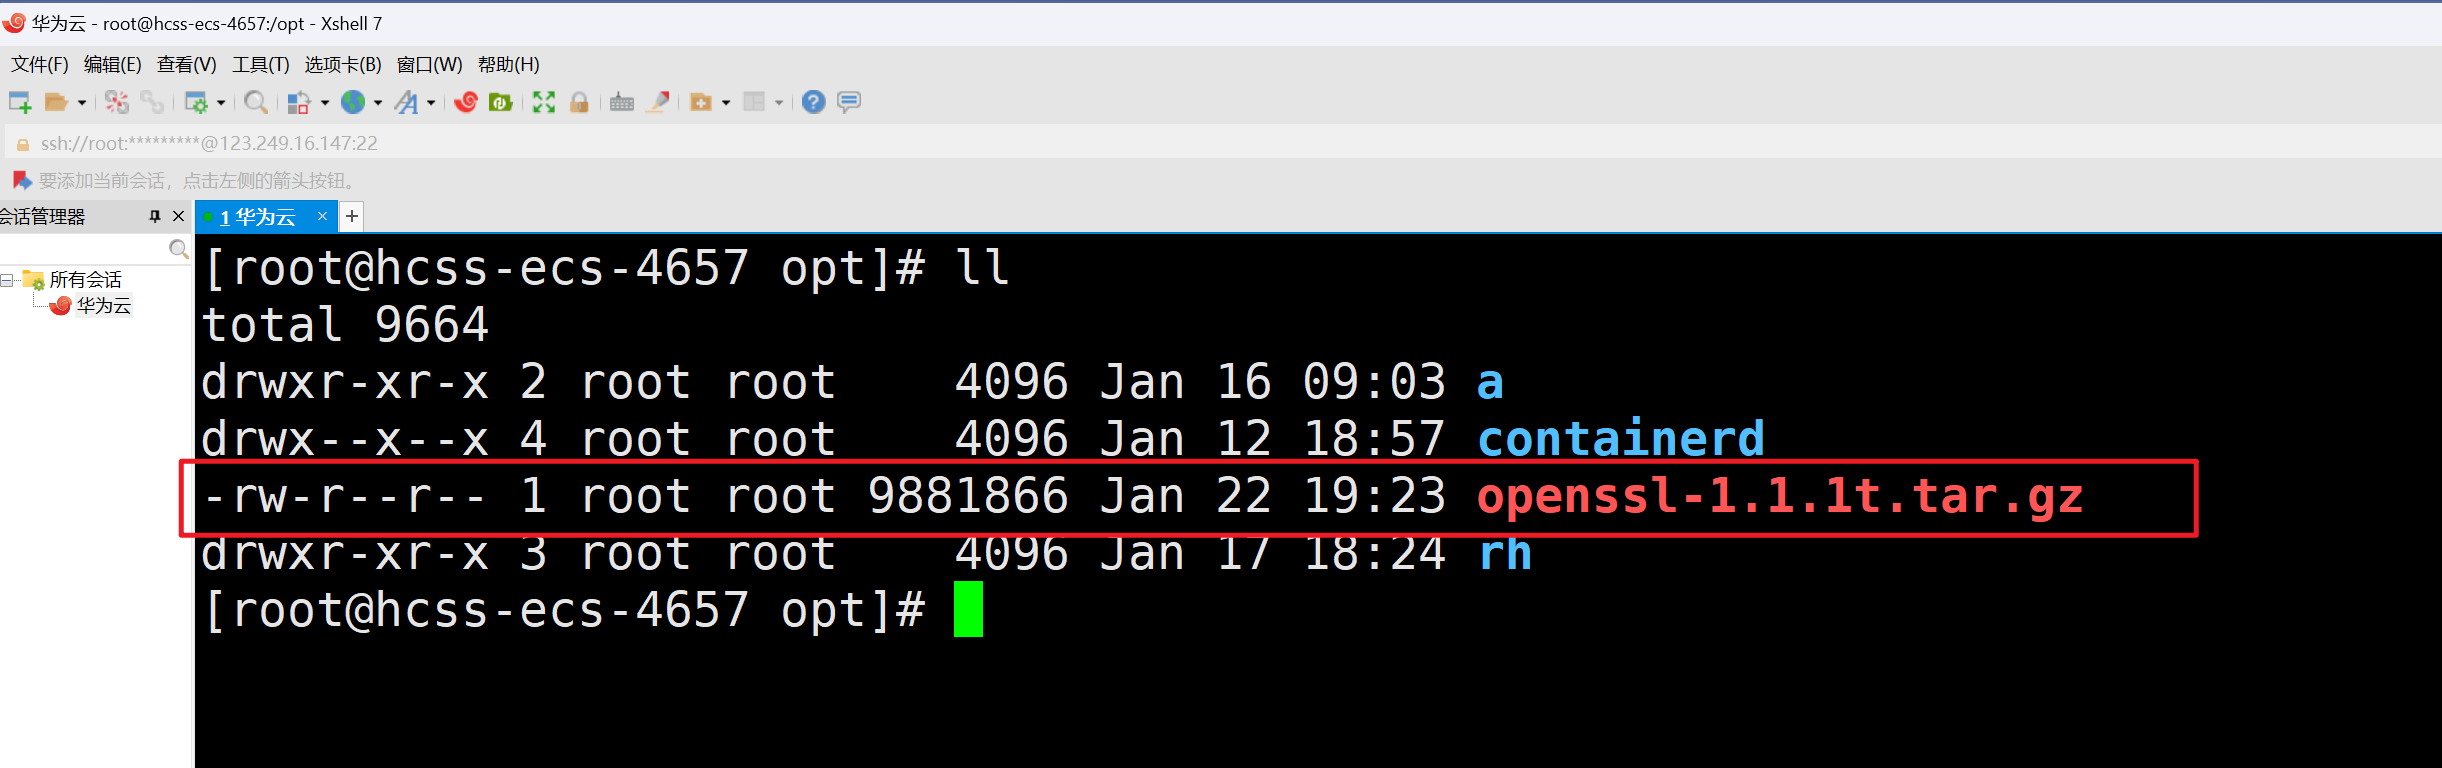 华为云 - root@hcss-ecs-4657:/opt - Xshell 7
文件(F) 编辑(E) 查看(V) 工具(T) 选项卡(B) 窗口(W) 帮助(H)
ssh://root:*********@123.249.16.147:22
要添加当前会话，点击左侧的箭头按钮。
会话管理器
1 华为云
所有会话
华为云
[root@hcss-ecs-4657 opt]# ll
total 9664
drwxr-xr-x 2 root root    4096 Jan 16 09:03 a
drwx--x--x 4 root root    4096 Jan 12 18:57 containerd
-rw-r--r-- 1 root root 9881866 Jan 22 19:23 openssl-1.1.1t.tar.gz
drwxr-xr-x 3 root root    4096 Jan 17 18:24 rh
[root@hcss-ecs-4657 opt]#